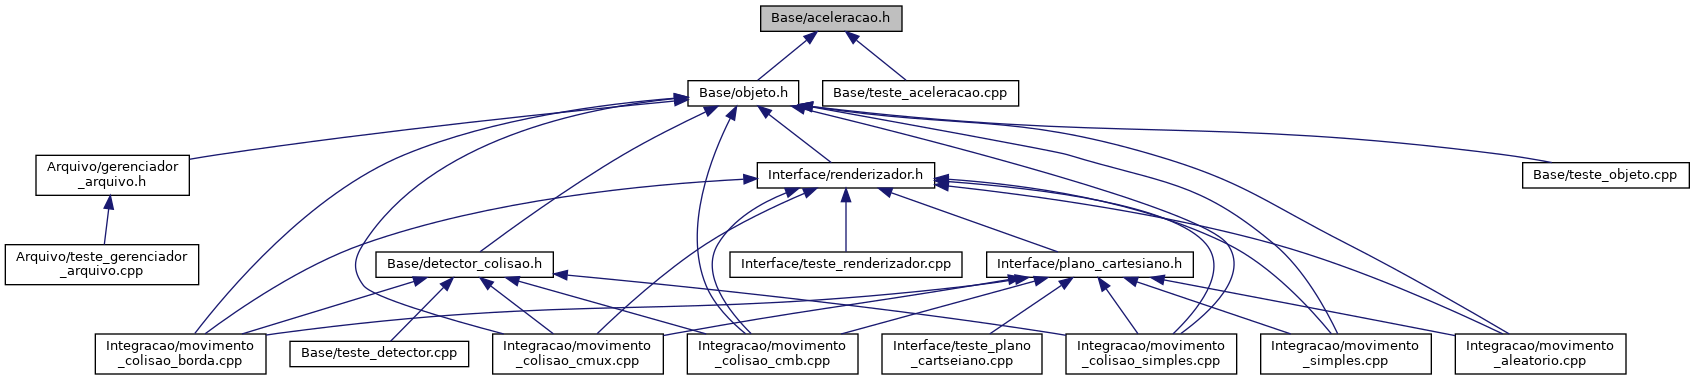 Base/aceleracao.h
Base/objeto.h
Base/teste_aceleracao.cpp
Arquivo/gerenciador
_arquivo.h
Interface/renderizador.h
Base/teste_objeto.cpp
Arquivo/teste_gerenciador
_arquivo.cpp
Base/detector_colisao.h
Interface/teste_renderizador.cpp
Interface/plano_cartesiano.h
Integracao/movimento
_colisao_borda.cpp
Base/teste_detector.cpp
Integracao/movimento
_colisao_cmux.cpp
Integracao/movimento
_colisao_cmb.cpp
Interface/teste_plano
_cartseiano.cpp
Integracao/movimento
_colisao_simples.cpp
Integracao/movimento
_simples.cpp
Integracao/movimento
_aleatorio.cpp